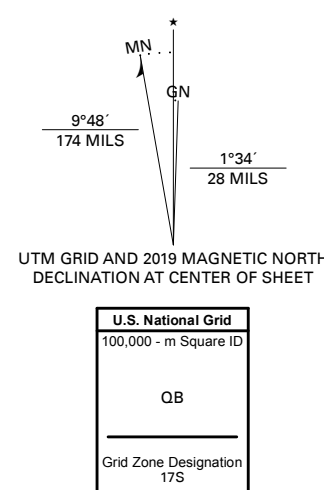 ★
MN
GN
9°48´
174 MILS
1°34´
28 MILS
UTM GRID AND 2019 MAGNETIC NORTH
DECLINATION AT CENTER OF SHEET
U.S. National Grid
100,000 - m Square ID
QB
Grid Zone Designation
17S